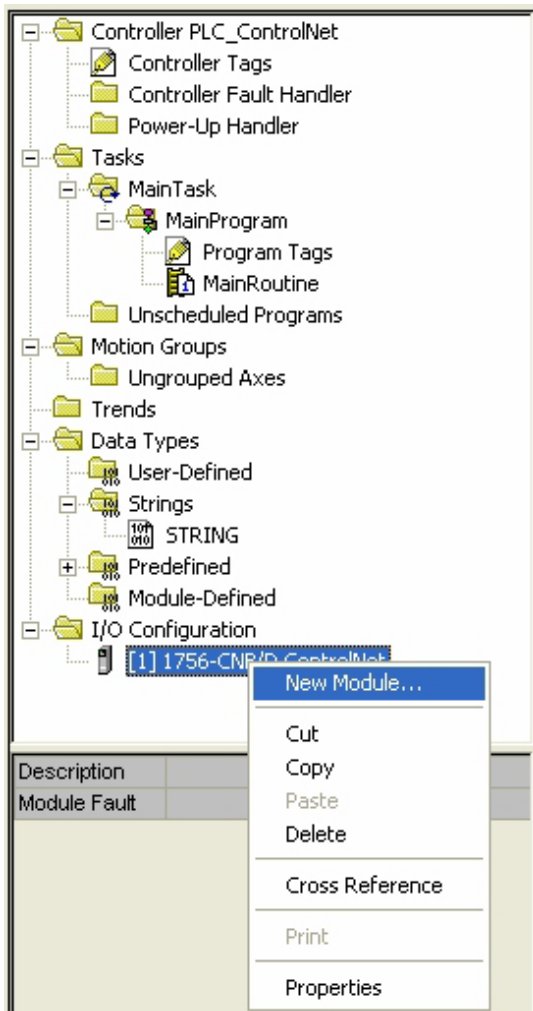 Controller PLC_ControlNet
Controller Tags
Controller Fault Handler
Power-Up Handler
Tasks
MainTask
MainProgram
Program Tags
MainRoutine
Unscheduled Programs
Motion Groups
Ungrouped Axes
Trends
Data Types
User-Defined
Strings
STRING
Predefined
Module-Defined
I/O Configuration
[1] 1756-CNB/D ControlNet
New Module...
Cut
Copy
Paste
Delete
Cross Reference
Print
Properties
Description
Module Fault